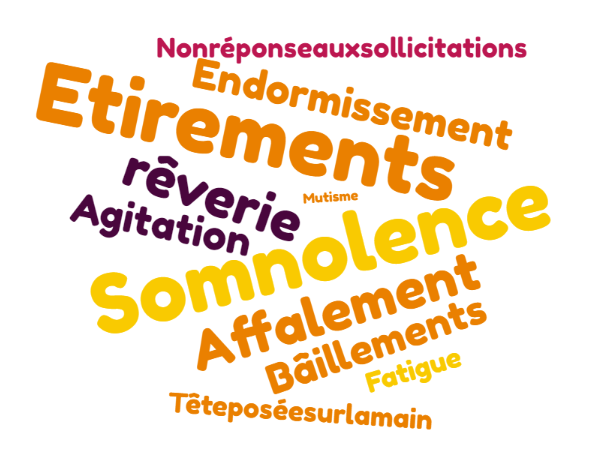 Nonréponseauxsollicitations
Endormissement
Etirements
rêverie
Mutisme
Agitation
Somnolence
Affalement
Bâillements
Fatigue
Têteposéesurlamain